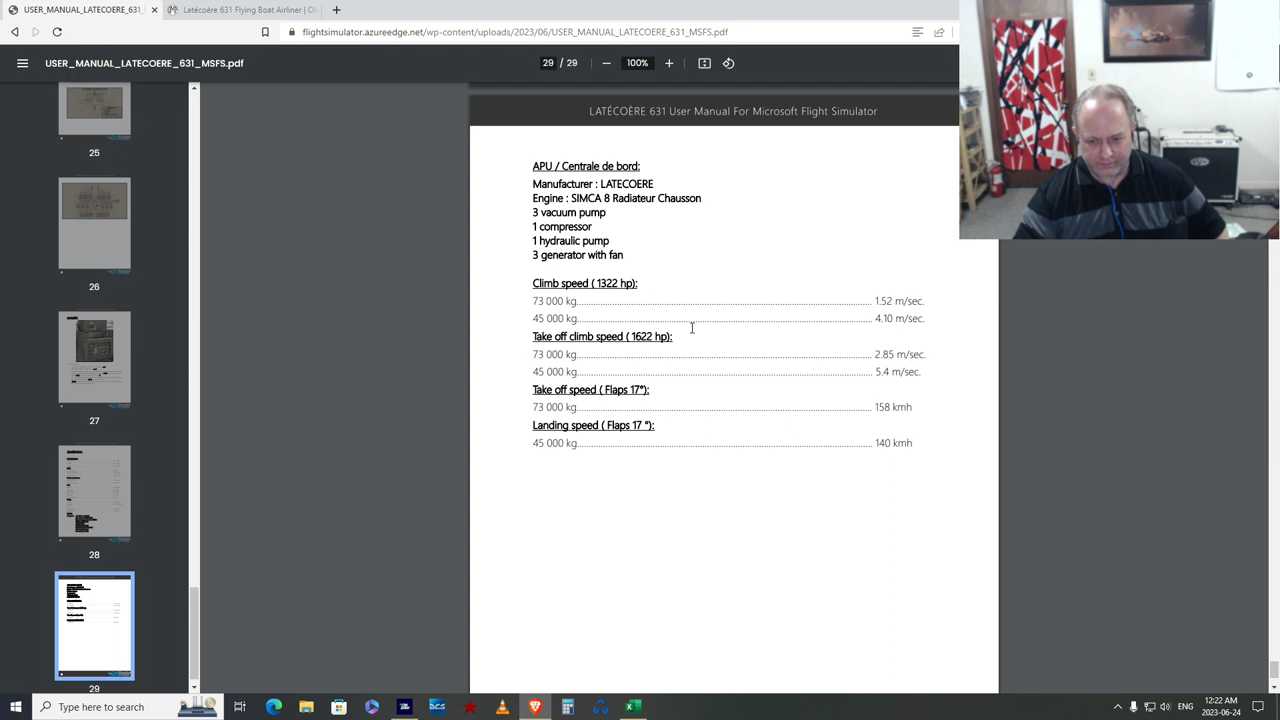 USER_MANUAL_LATECOERE_631_
Latécoère 631 Flying Boat Airliner | Ol
flightsimulator.azureedge.net/wp-content/uploads/2023/06/USER_MANUAL_LATECOERE_631_MSFS.pdf
USER_MANUAL_LATECOERE_631_MSFS.pdf
29 / 29
100%
25
26
27
28
29
LATÉCOÈRE 631 User Manual For Microsoft Flight Simulator
APU / Centrale de bord:
Manufacturer : LATECOERE
Engine : SIMCA 8 Radiateur Chausson
3 vacuum pump
1 compressor
1 hydraulic pump
3 generator with fan
Climb speed ( 1322 hp):
73 000 kg 1.52 m/sec.
45 000 kg 4.10 m/sec.
Take off climb speed ( 1622 hp):
73 000 kg 2.85 m/sec.
45 000 kg 5.4 m/sec.
Take off speed ( Flaps 17°):
73 000 kg 158 kmh
Landing speed ( Flaps 17 °):
45 000 kg 140 kmh
Type here to search
DCS
ENG
12:22 AM
2023-06-24